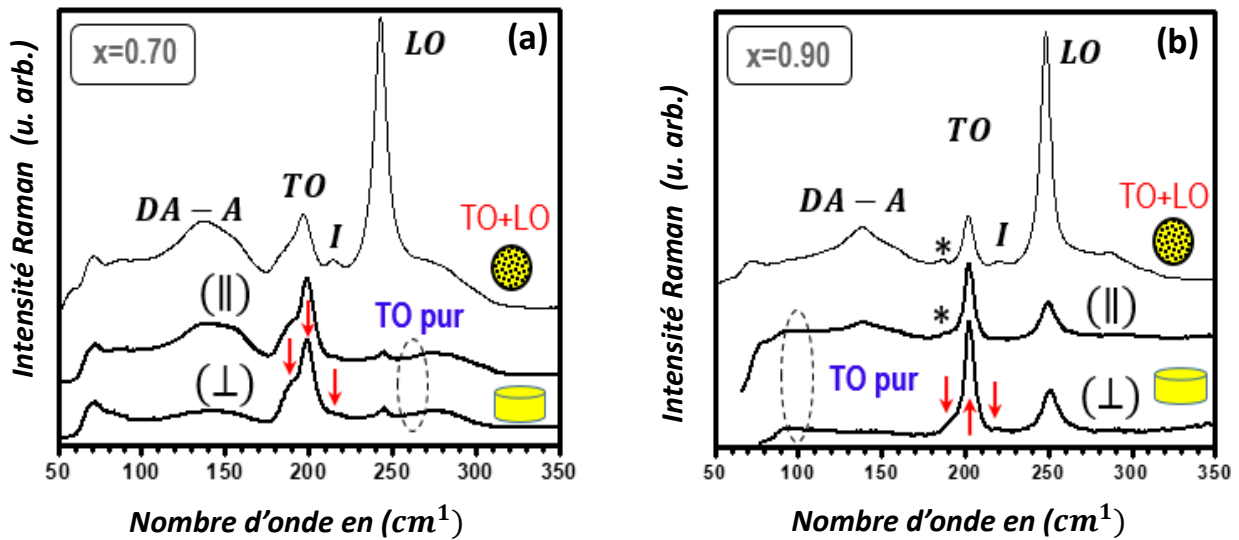 Intensité Raman (u. arb.)
x=0.70
(a)
LO
TO
DA − A
I
TO+LO
(∥)
TO pur
(⊥)
50 100 150 200 250 300 350
Nombre d’onde en (cm¹)
Intensité Raman (u. arb.)
x=0.90
(b)
LO
TO
DA − A
*
I
TO+LO
*
(∥)
TO pur
(⊥)
50 100 150 200 250 300 350
Nombre d’onde en (cm¹)